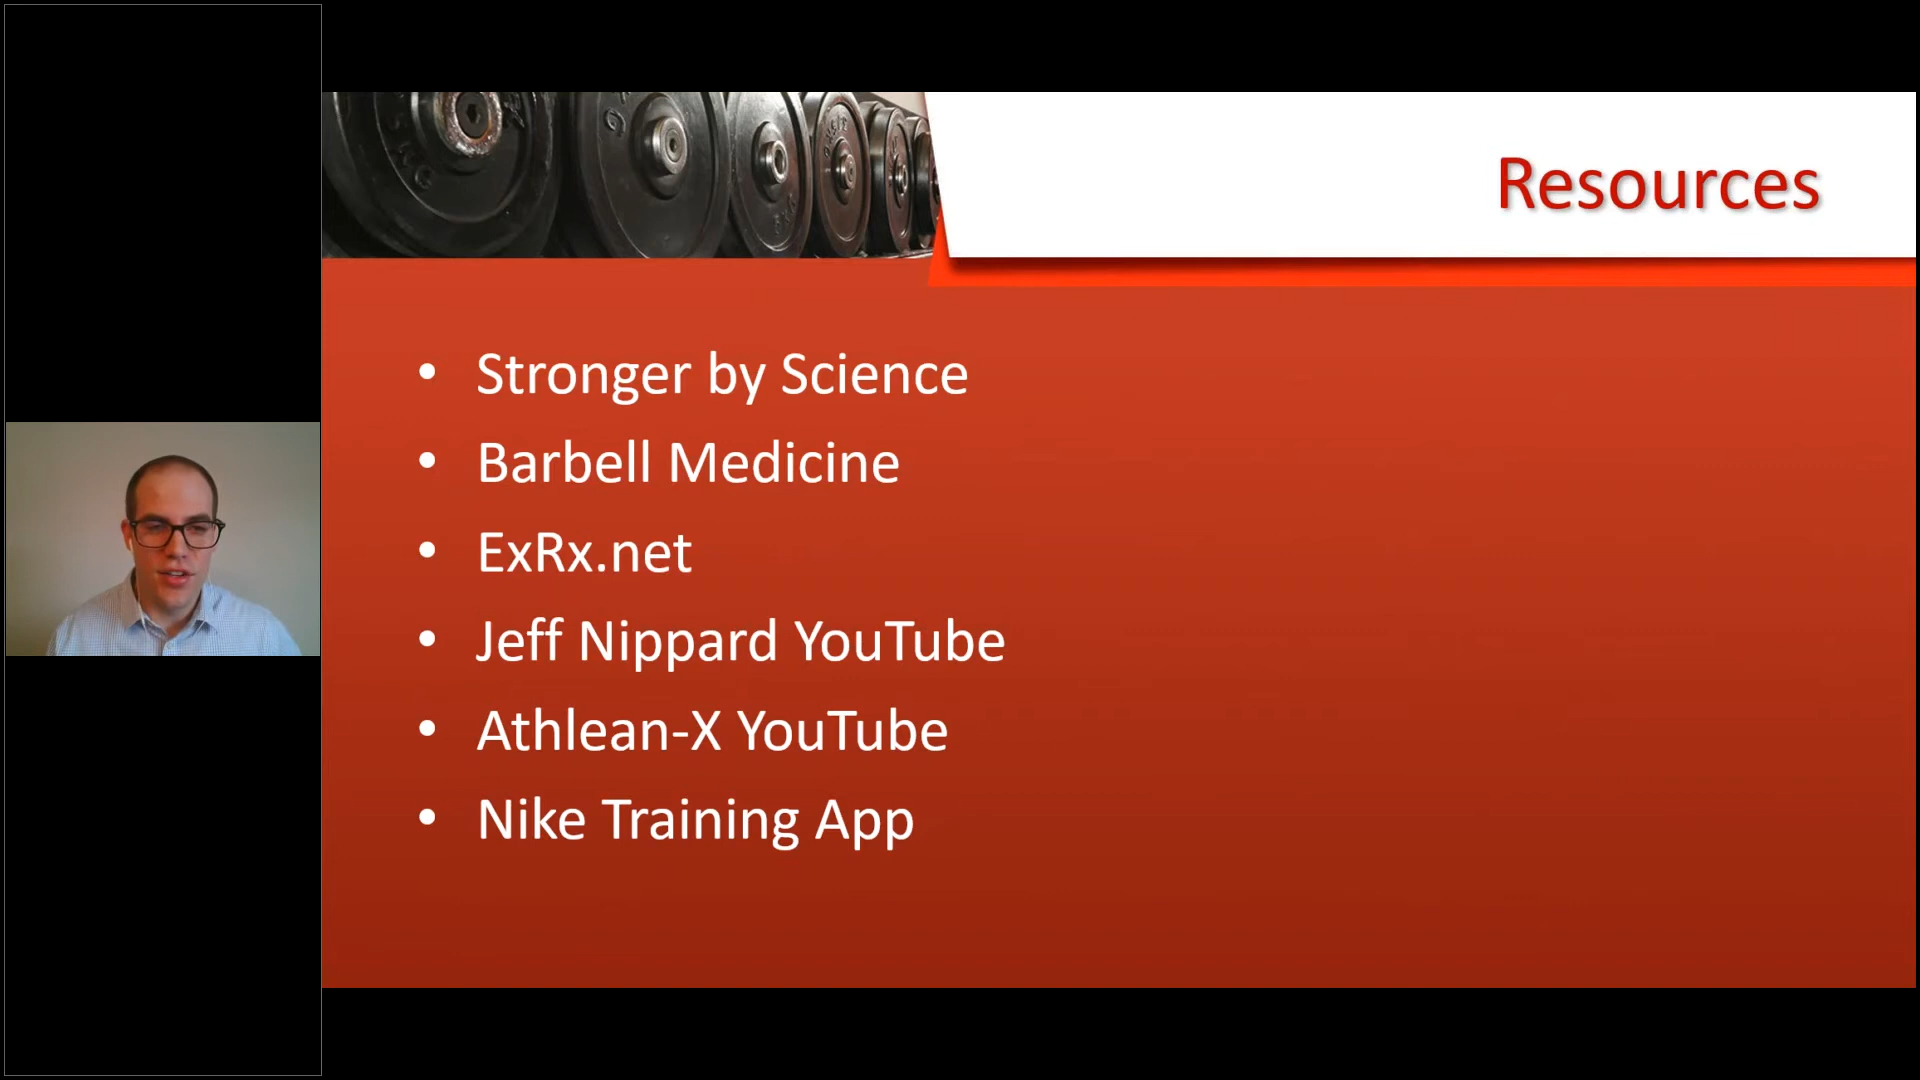 Resources
• Stronger by Science
• Barbell Medicine
• ExRx.net
• Jeff Nippard YouTube
• Athlean-X YouTube
• Nike Training App